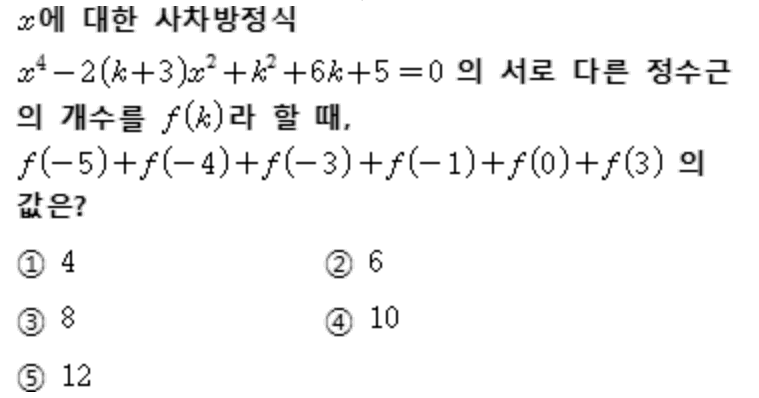 x에 대한 사차방정식
x⁴−2(k+3)x²+k²+6k+5=0 의 서로 다른 정수근
의 개수를 f(k)라 할 때,
f(−5)+f(−4)+f(−3)+f(−1)+f(0)+f(3) 의
값은?
① 4 ② 6
③ 8 ④ 10
⑤ 12